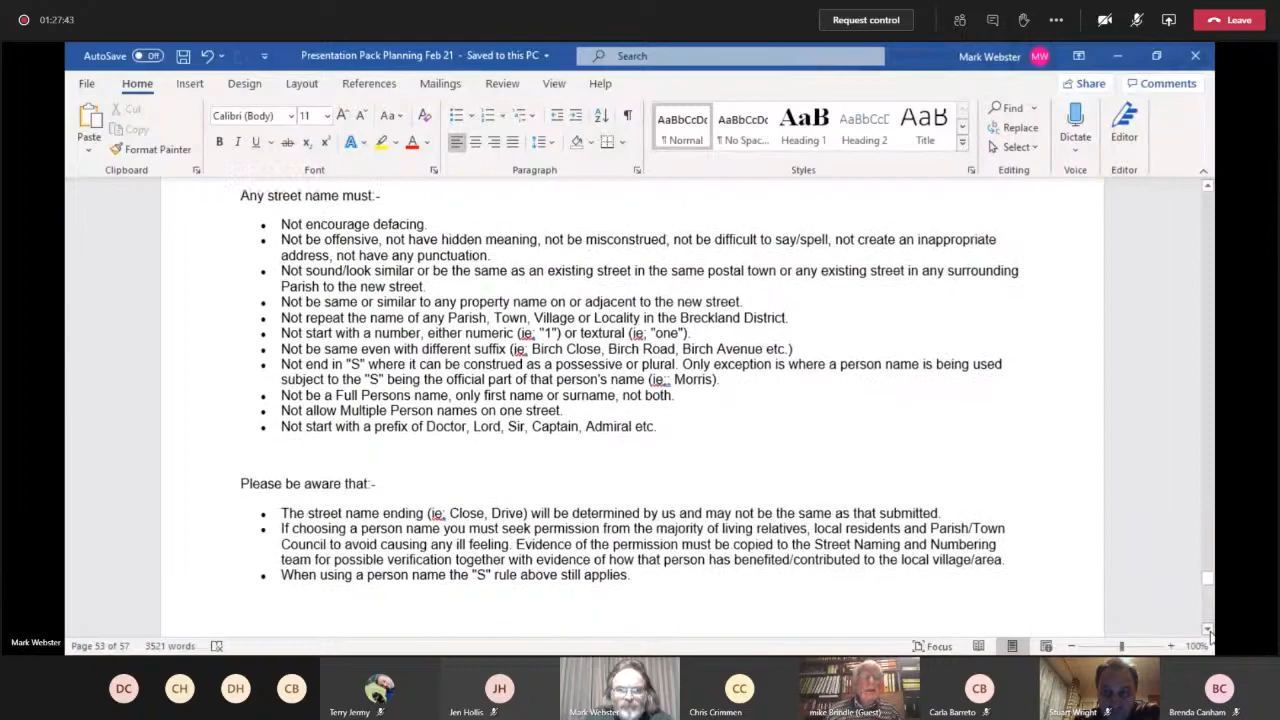 01:27:43
Request control
Leave
AutoSave Off
Presentation Pack Planning Feb 21 - Saved to this PC
Search
Mark Webster MW
File Home Insert Design Layout References Mailings Review View Help
Share Comments
Paste
Cut
Copy
Format Painter
Clipboard
Calibri (Body) 11
Font
Paragraph
AaBbCcDc AaBbCcDc AaB AaBbCcC AaB
¶ Normal ¶ No Spac... Heading 1 Heading 2 Title
Styles
Find
Replace
Select
Editing
Dictate
Voice
Editor
Editor
Any street name must:-
• Not encourage defacing.
• Not be offensive, not have hidden meaning, not be misconstrued, not be difficult to say/spell, not create an inappropriate
address, not have any punctuation.
• Not sound/look similar or be the same as an existing street in the same postal town or any existing street in any surrounding
Parish to the new street.
• Not be same or similar to any property name on or adjacent to the new street.
• Not repeat the name of any Parish, Town, Village or Locality in the Breckland District.
• Not start with a number, either numeric (ie; "1") or textural (ie; "one").
• Not be same even with different suffix (ie; Birch Close, Birch Road, Birch Avenue etc.)
• Not end in "S" where it can be construed as a possessive or plural. Only exception is where a person name is being used
subject to the "S" being the official part of that person's name (ie;; Morris).
• Not be a Full Persons name, only first name or surname, not both.
• Not allow Multiple Person names on one street.
• Not start with a prefix of Doctor, Lord, Sir, Captain, Admiral etc.
Please be aware that:-
• The street name ending (ie; Close, Drive) will be determined by us and may not be the same as that submitted.
• If choosing a person name you must seek permission from the majority of living relatives, local residents and Parish/Town
Council to avoid causing any ill feeling. Evidence of the permission must be copied to the Street Naming and Numbering
team for possible verification together with evidence of how that person has benefited/contributed to the local village/area.
• When using a person name the "S" rule above still applies.
Mark Webster
Page 53 of 57 3521 words
Focus
100%
DC CH DH CB JH CC CB BC
Terry Jermy Jen Hollis Mark Webster Chris Crimmen mike Brindle (Guest) Carla Barreto Stuart Wright Brenda Canham